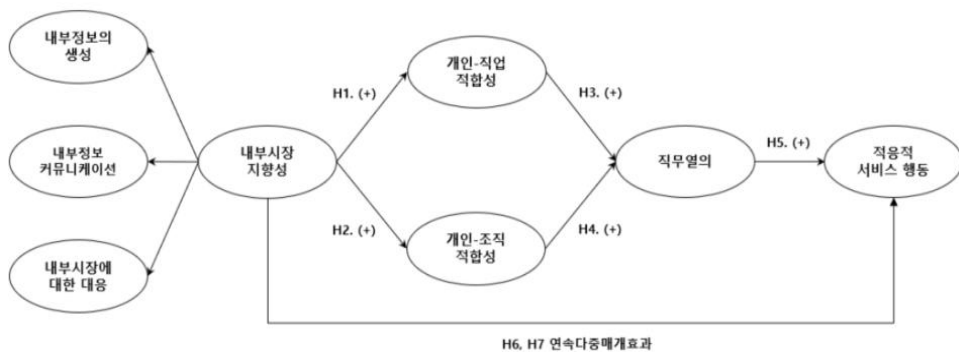 내부정보의
생성
내부정보
커뮤니케이션
내부시장에
대한 대응
내부시장
지향성
H1. (+)
H2. (+)
개인-직업
적합성
개인-조직
적합성
H3. (+)
H4. (+)
직무열의
H5. (+)
적응적
서비스 행동
H6, H7 연속다중매개효과